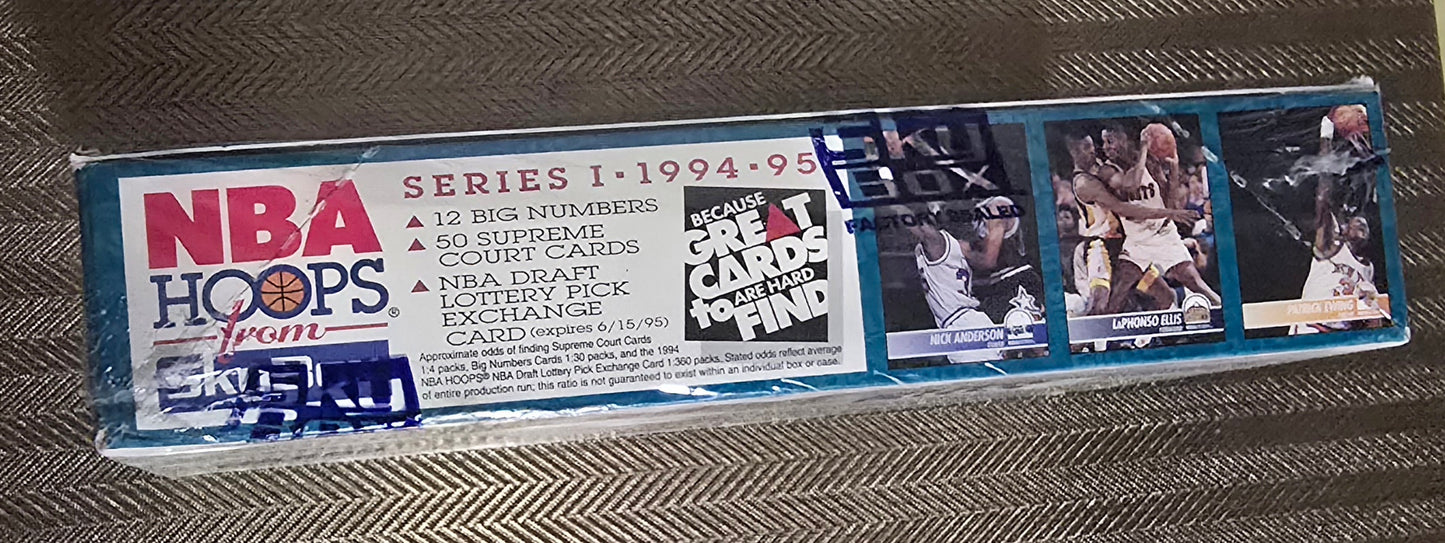 NBA
HOOPS®
from
SKY
SKY
SERIES I · 1994-95
12 BIG NUMBERS
50 SUPREME
COURT CARDS
NBA DRAFT
LOTTERY PICK
EXCHANGE
CARD (expires 6/15/95)
Approximate odds of finding Supreme Court Cards
1:4 packs, Big Numbers Cards 1:30 packs, and the 1994
NBA HOOPS® NBA Draft Lottery Pick Exchange Card 1:360 packs. Stated odds reflect average
of entire production run; this ratio is not guaranteed to exist within an individual box or case.
BECAUSE
GREAT
CARDS
to ARE HARD
FIND
SKY
BOX
FACTORY SEALED
NICK ANDERSON
LaPHONSO ELLIS
PATRICK EWING